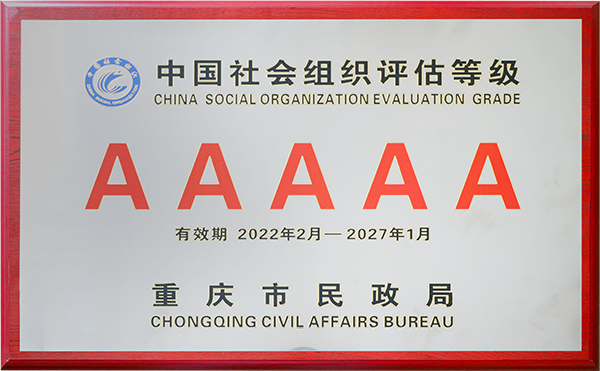 中国社会组织评估等级
CHINA SOCIAL ORGANIZATION EVALUATION GRADE
AAAAA
有效期 2022年2月—2027年1月
重庆市民政局
CHONGQING CIVIL AFFAIRS BUREAU